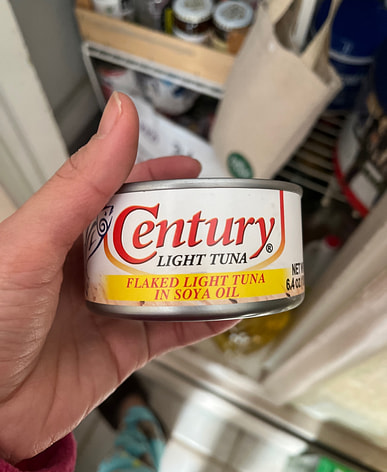 Century®
LIGHT TUNA
FLAKED LIGHT TUNA
IN SOYA OIL
NET
6.4 oz